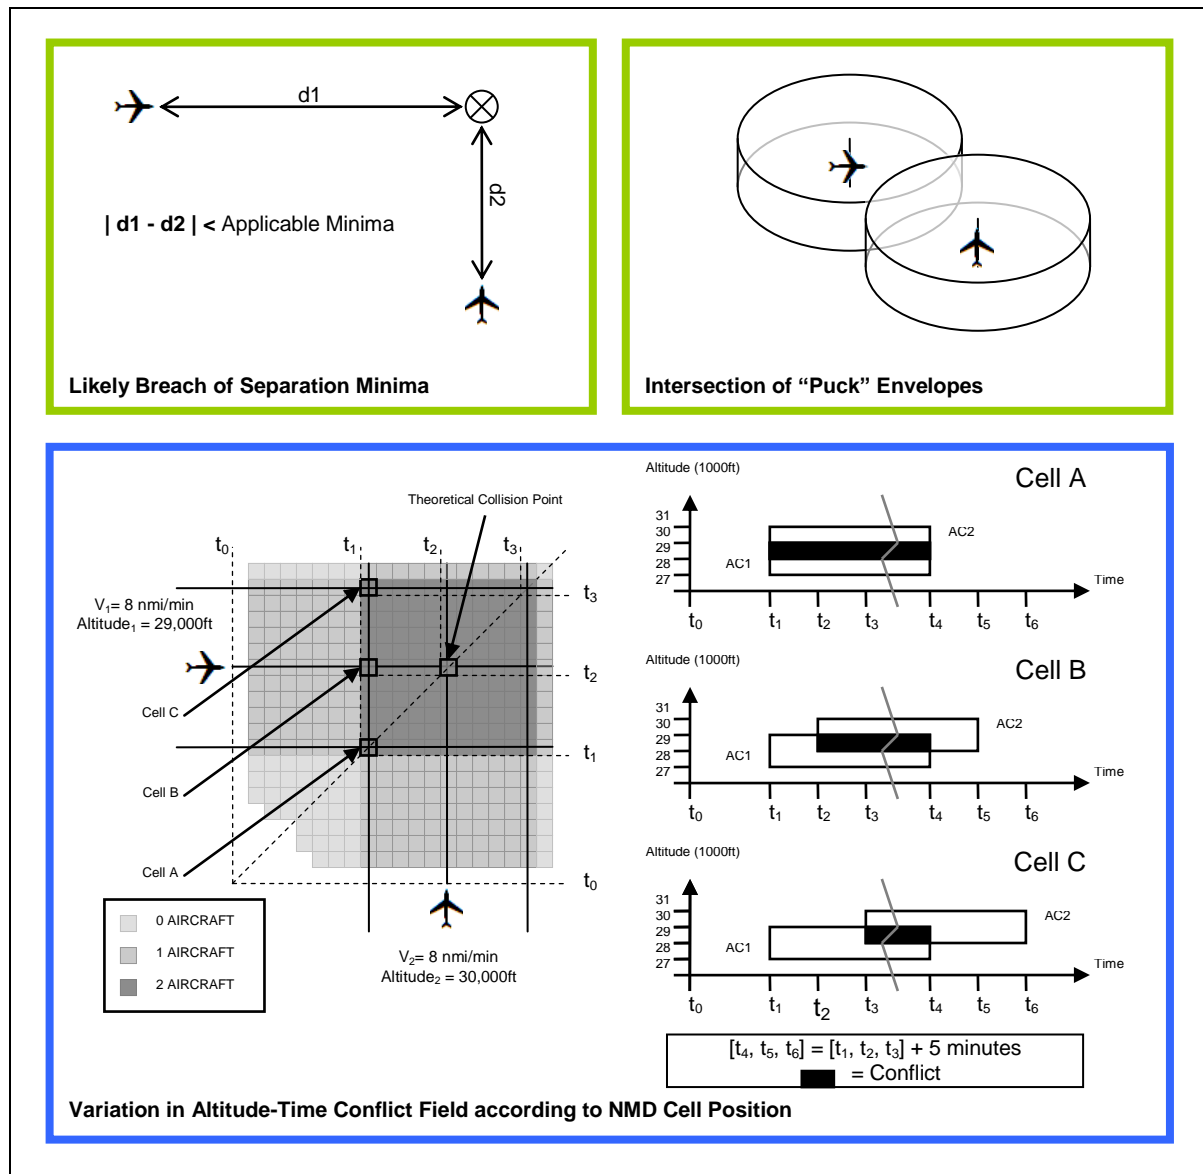 d1
d2
| d1 - d2 | < Applicable Minima
Likely Breach of Separation Minima
Intersection of “Puck” Envelopes
Theoretical Collision Point
t0
t1
t2
t3
V1= 8 nmi/min
Altitude1 = 29,000ft
t3
t2
t1
t0
Cell C
Cell B
Cell A
0 AIRCRAFT
1 AIRCRAFT
2 AIRCRAFT
V2= 8 nmi/min
Altitude2 = 30,000ft
Altitude (1000ft)
Cell A
31
30
29
28
27
AC2
AC1
Time
t0 t1 t2 t3 t4 t5 t6
Altitude (1000ft)
Cell B
31
30
29
28
27
AC2
AC1
Time
t0 t1 t2 t3 t4 t5 t6
Altitude (1000ft)
Cell C
31
30
29
28
27
AC2
AC1
Time
t0 t1 t2 t3 t4 t5 t6
[t4, t5, t6] = [t1, t2, t3] + 5 minutes
= Conflict
Variation in Altitude-Time Conflict Field according to NMD Cell Position